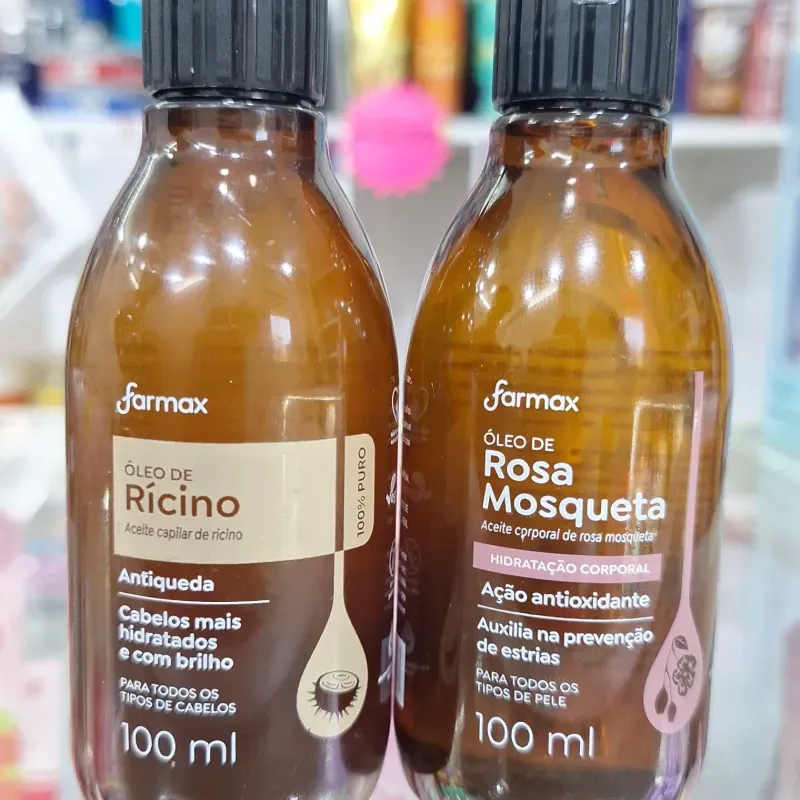 farmax
ÓLEO DE
Rícino
Aceite capilar de ricino
100% PURO
Antiqueda
Cabelos mais
hidratados
e com brilho
PARA TODOS OS
TIPOS DE CABELOS
100 ml
farmax
ÓLEO DE
Rosa
Mosqueta
Aceite corporal de rosa mosqueta
HIDRATAÇÃO CORPORAL
Ação antioxidante
Auxilia na prevenção
de estrias
PARA TODOS OS
TIPOS DE PELE
100 ml